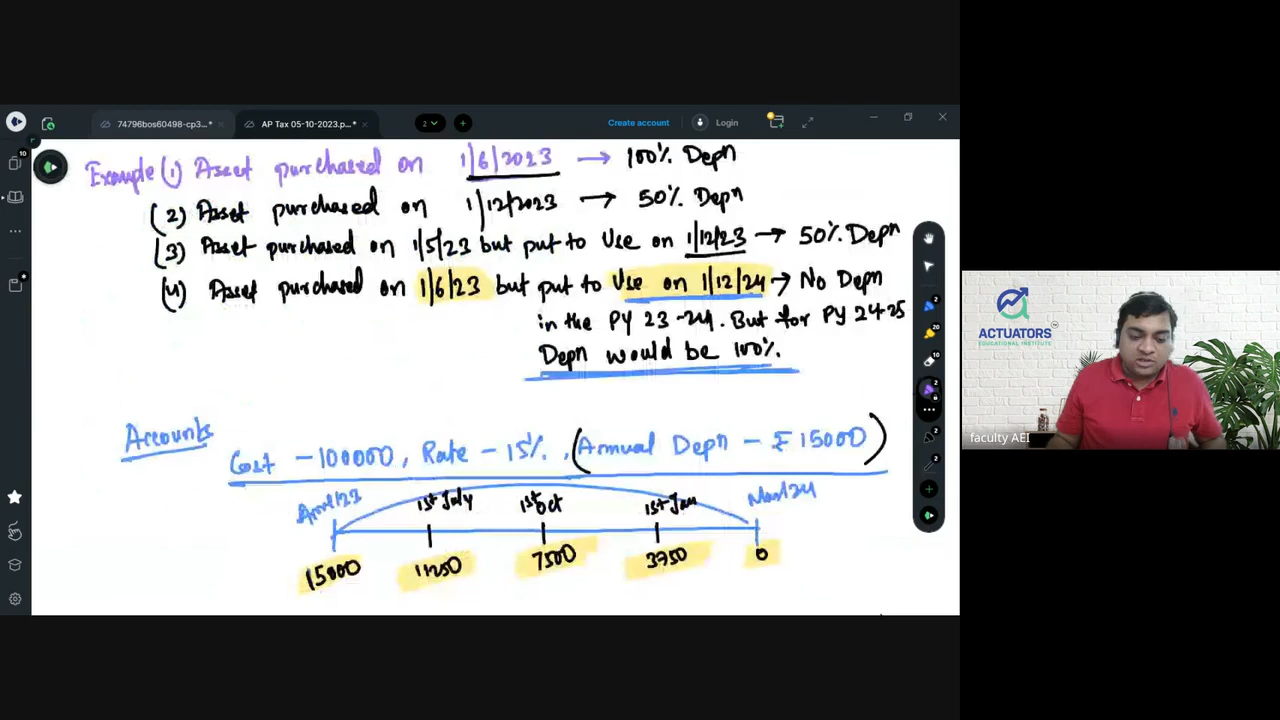 74796bos60498-cp3...*
AP Tax 05-10-2023.p...*
2
Create account
Login
Example (1) Asset purchased on 1/6/2023 → 100% Depn
(2) Asset purchased on 1/12/2023 → 50% Depn
(3) Asset purchased on 1/5/23 but put to Use on 1/12/23 → 50% Depn
(4) Asset purchased on 1/6/23 but put to Use on 1/12/24 → No Depn
in the PY 23-24. But for PY 24-25
Depn would be 100%.
Accounts
Cost - 100000, Rate - 15%, (Annual Depn - ₹ 15000)
April 23 1st July 1st Oct 1st Jan Mar 24
15000 11250 7500 3750 0
ACTUATORS
EDUCATIONAL INSTITUTE
faculty AEI